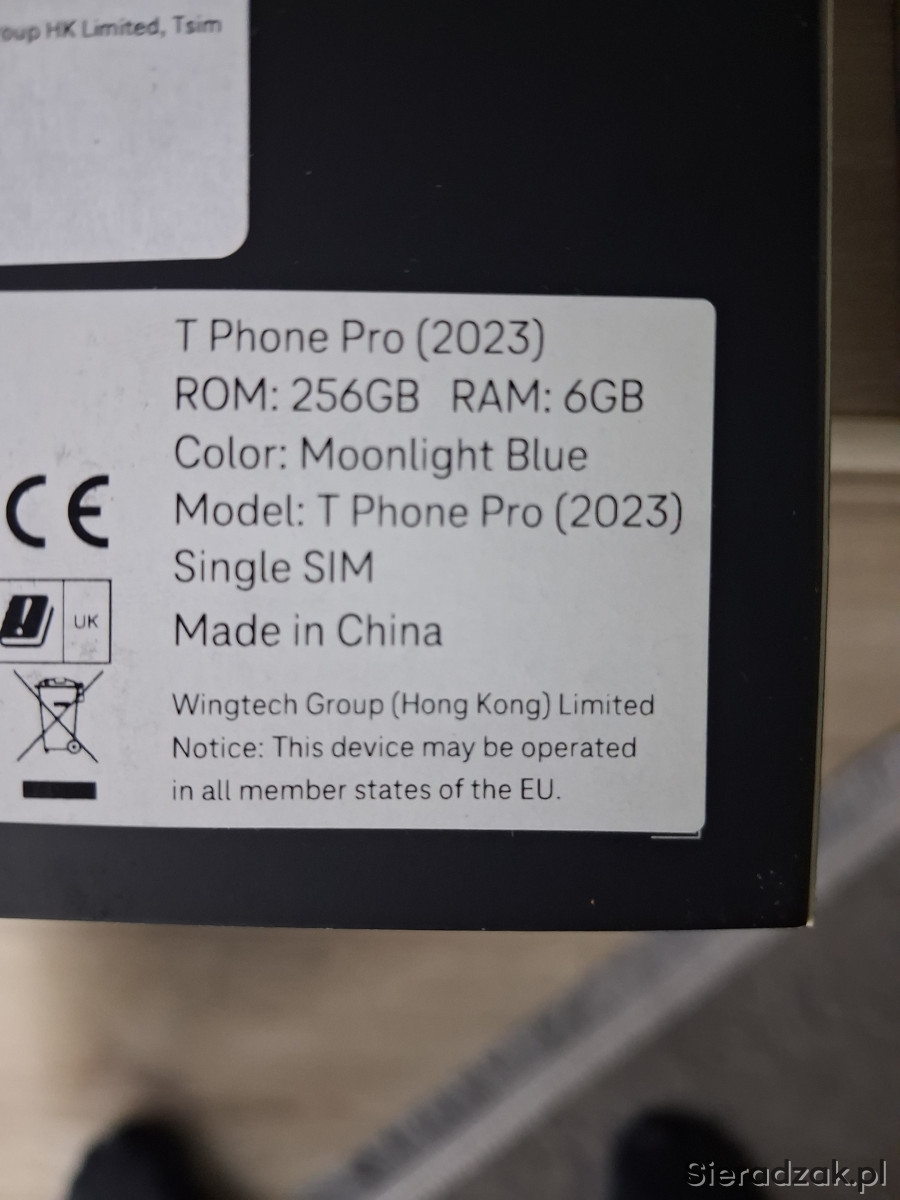 oup HK Limited, Tsim
T Phone Pro (2023)
ROM: 256GB RAM: 6GB
Color: Moonlight Blue
Model: T Phone Pro (2023)
Single SIM
Made in China
CE
UK
Wingtech Group (Hong Kong) Limited
Notice: This device may be operated
in all member states of the EU.
Sieradzak.pl